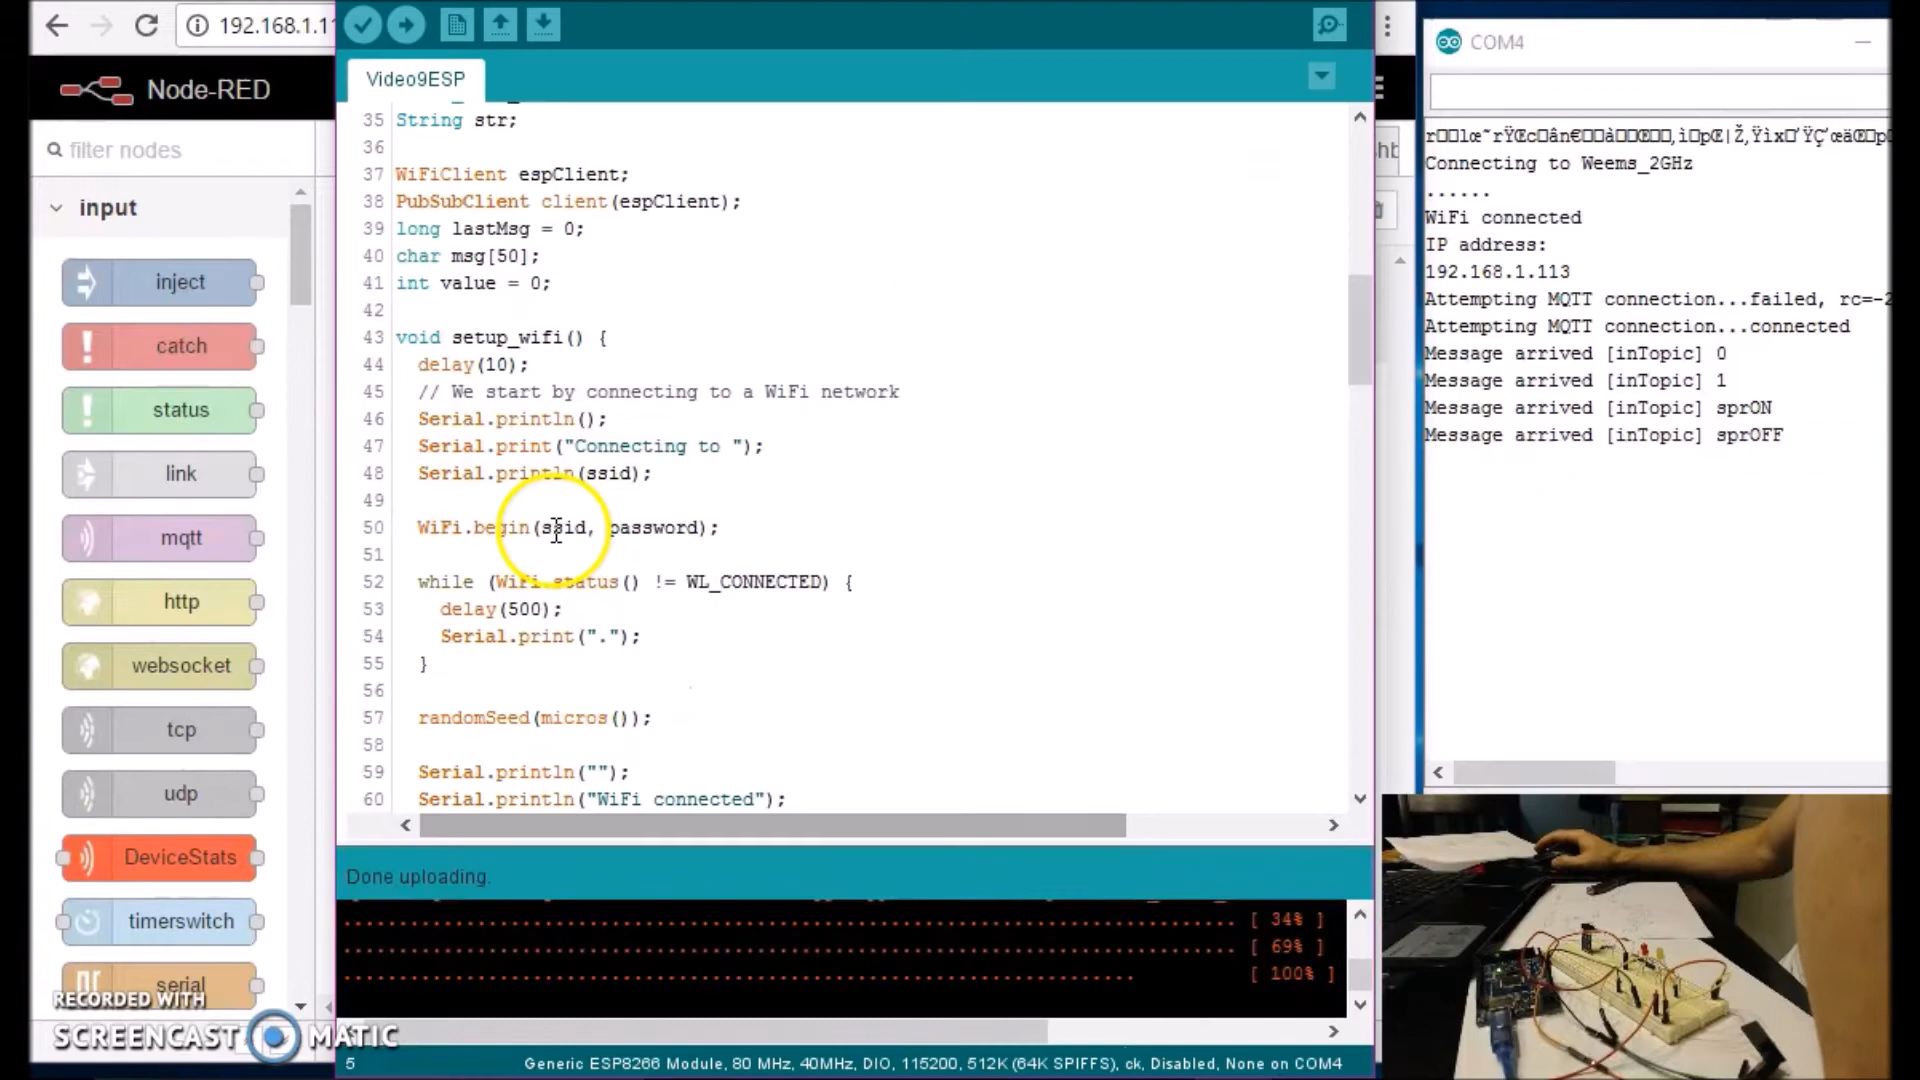 192.168.1.11
Node-RED
filter nodes
input
inject
catch
status
link
mqtt
http
websocket
tcp
udp
DeviceStats
timerswitch
serial
RECORDED WITH
SCREENCAST MATIC
Video9ESP
35 String str;
36
37 WiFiClient espClient;
38 PubSubClient client(espClient);
39 long lastMsg = 0;
40 char msg[50];
41 int value = 0;
42
43 void setup_wifi() {
44 delay(10);
45 // We start by connecting to a WiFi network
46 Serial.println();
47 Serial.print("Connecting to ");
48 Serial.println(ssid);
49
50 WiFi.begin(ssid, password);
51
52 while (WiFi.status() != WL_CONNECTED) {
53 delay(500);
54 Serial.print(".");
55 }
56
57 randomSeed(micros());
58
59 Serial.println("");
60 Serial.println("WiFi connected");
Done uploading.
[ 34% ]
[ 69% ]
[ 100% ]
5
Generic ESP8266 Module, 80 MHz, 40MHz, DIO, 115200, 512K (64K SPIFFS), ck, Disabled, None on COM4
COM4
Connecting to Weems_2GHz
......
WiFi connected
IP address:
192.168.1.113
Attempting MQTT connection...failed, rc=-2
Attempting MQTT connection...connected
Message arrived [inTopic] 0
Message arrived [inTopic] 1
Message arrived [inTopic] sprON
Message arrived [inTopic] sprOFF